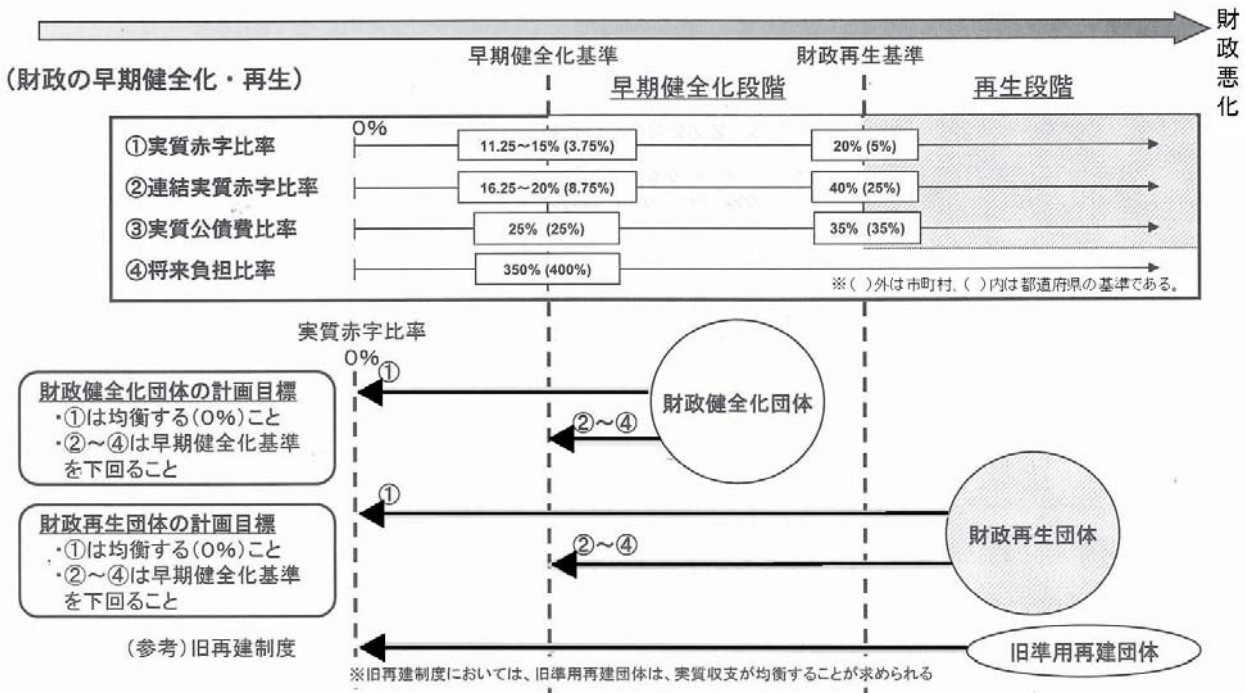 財政悪化
早期健全化基準
財政再生基準
(財政の早期健全化・再生)
早期健全化段階
再生段階
0%
①実質赤字比率
11.25～15% (3.75%)
20% (5%)
②連結実質赤字比率
16.25～20% (8.75%)
40% (25%)
③実質公債費比率
25% (25%)
35% (35%)
④将来負担比率
350% (400%)
※( )外は市町村、( )内は都道府県の基準である。
実質赤字比率
0%
財政健全化団体の計画目標
・①は均衡する(0%)こと
・②～④は早期健全化基準
を下回ること
①
②～④
財政健全化団体
財政再生団体の計画目標
・①は均衡する(0%)こと
・②～④は早期健全化基準
を下回ること
①
②～④
財政再生団体
(参考)旧再建制度
旧準用再建団体
※旧再建制度においては、旧準用再建団体は、実質収支が均衡することが求められる